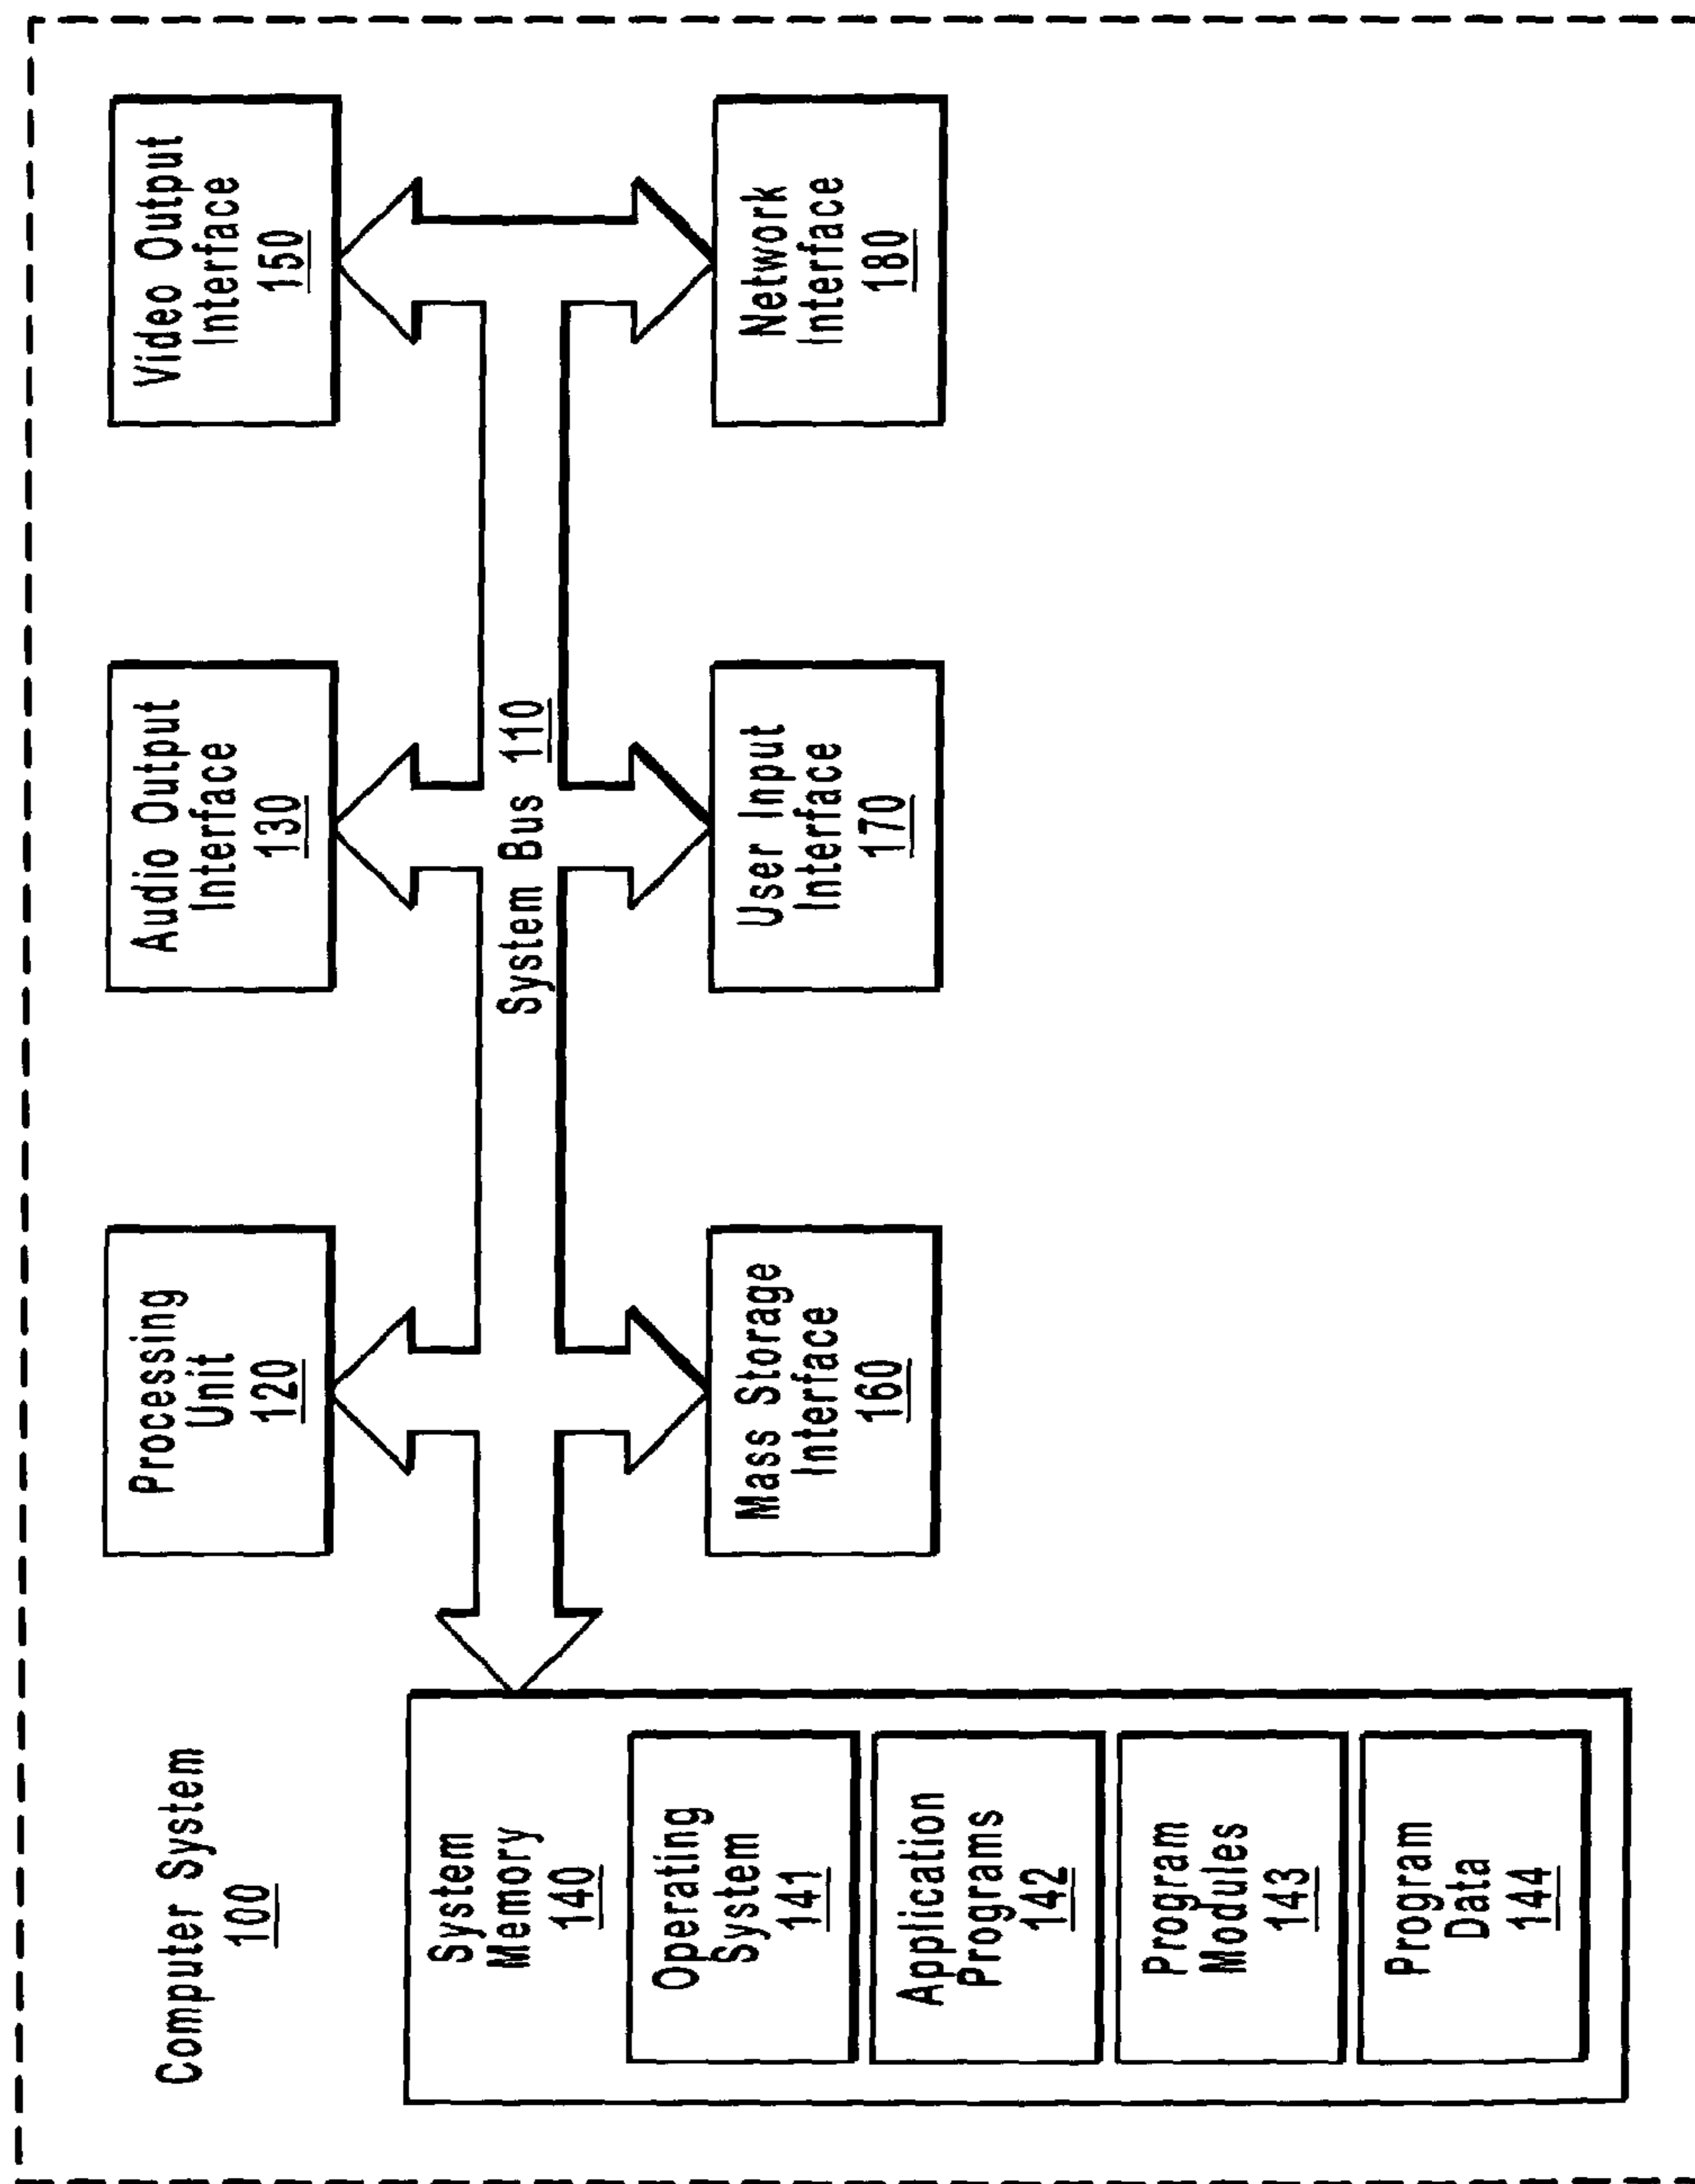 Computer System
100
Processing
Unit
120
Audio Output
Interface
130
Video Output
Interface
150
System Bus 110
System
Memory
140
Operating
System
141
Application
Programs
142
Program
Modules
143
Program
Data
144
Mass Storage
Interface
160
User Input
Interface
170
Network
Interface
180